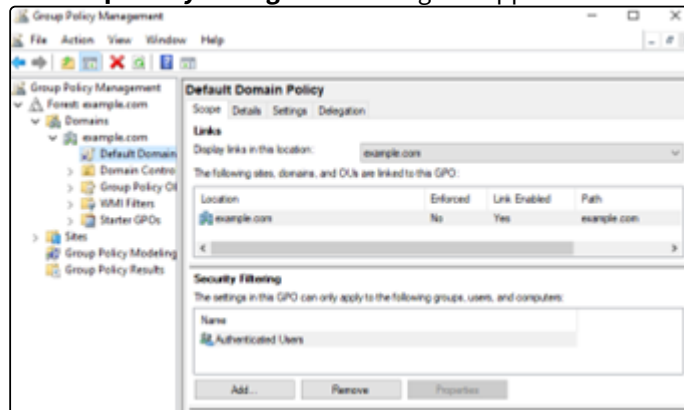 Group Policy Management
File Action View Window Help
Group Policy Management
Forest: example.com
Domains
example.com
Default Domain
Domain Contro
Group Policy Ob
WMI Filters
Starter GPOs
Sites
Group Policy Modeling
Group Policy Results
Default Domain Policy
Scope Details Settings Delegation
Links
Display links in this location: example.com
The following sites, domains, and OUs are linked to this GPO:
Location Enforced Link Enabled Path
example.com No Yes example.com
Security Filtering
The settings in this GPO can only apply to the following groups, users, and computers:
Name
Authenticated Users
Add... Remove Properties